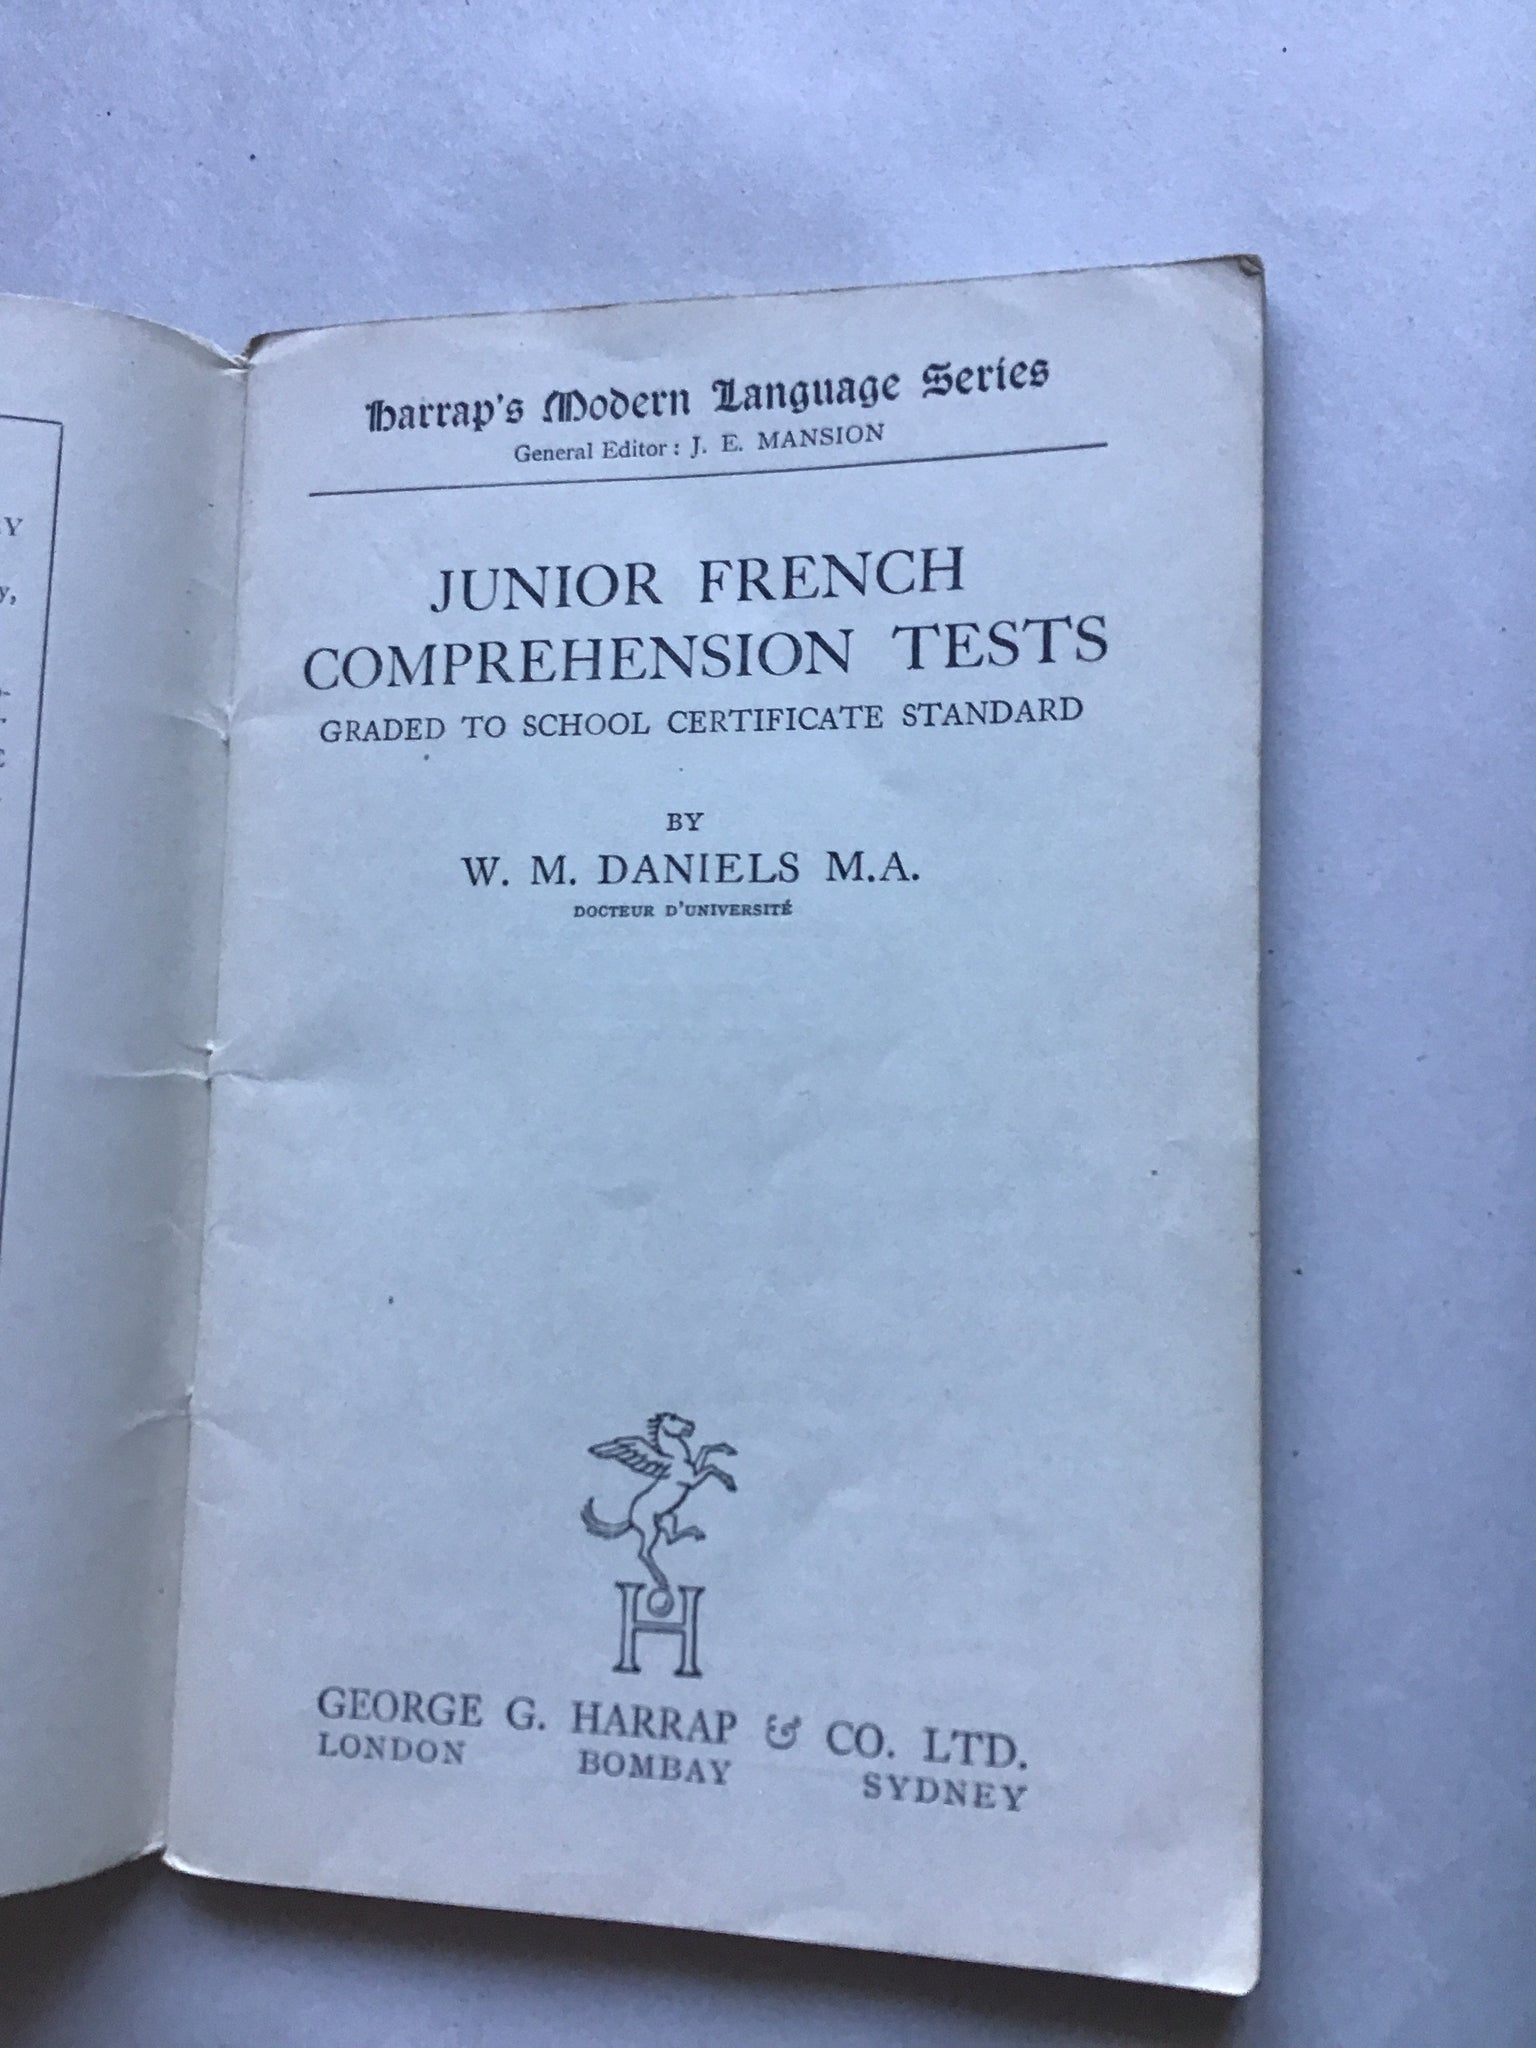 Harrap's Modern Language Series
General Editor: J. E. MANSION
JUNIOR FRENCH
COMPREHENSION TESTS
GRADED TO SCHOOL CERTIFICATE STANDARD
BY
W. M. DANIELS M.A.
DOCTEUR D'UNIVERSITÉ
H
GEORGE G. HARRAP & CO. LTD.
LONDON BOMBAY SYDNEY